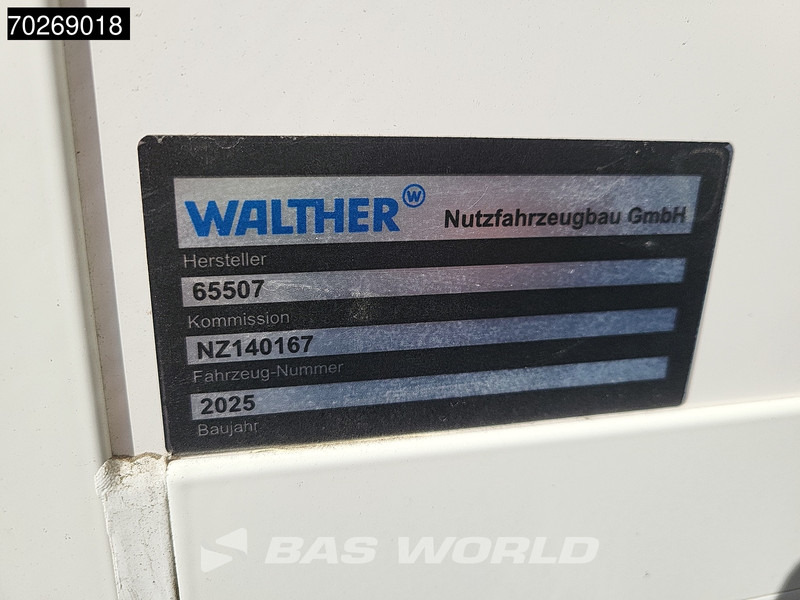 70269018
WALTHER W Nutzfahrzeugbau GmbH
Hersteller
65507
Kommission
NZ140167
Fahrzeug-Nummer
2025
Baujahr
BAS WORLD